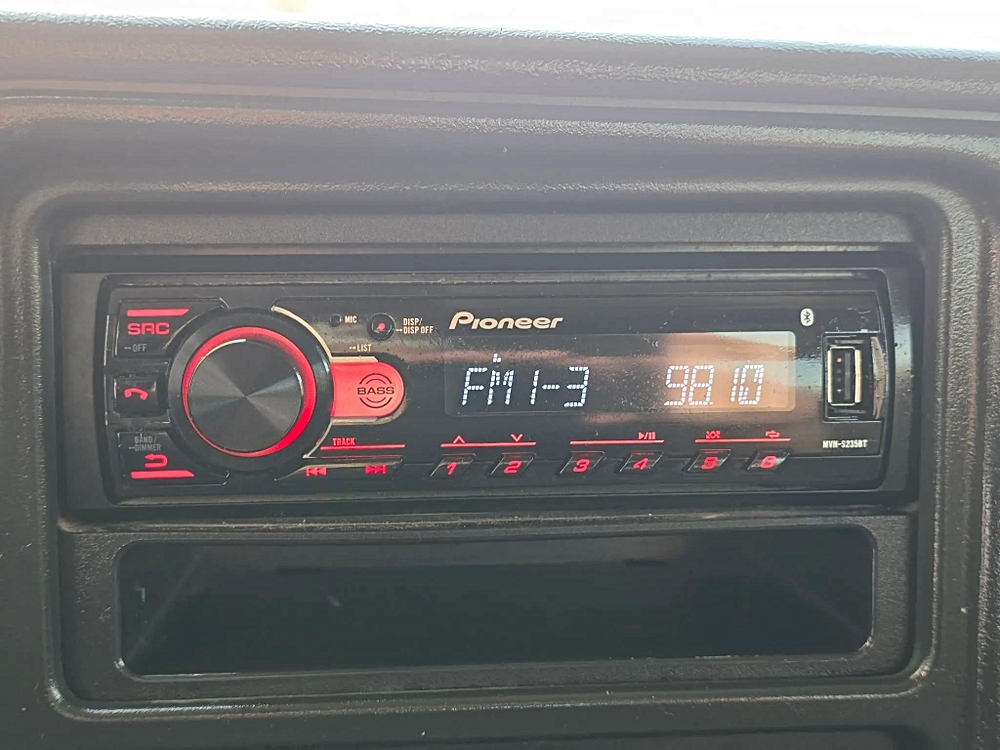 SRC
OFF
MIC
DISP/
DISP OFF
LIST
Pioneer
BASS
FM1-3 98.10
BAND/
DIMMER
TRACK
MVH-S235BT
1 2 3 4 5 6